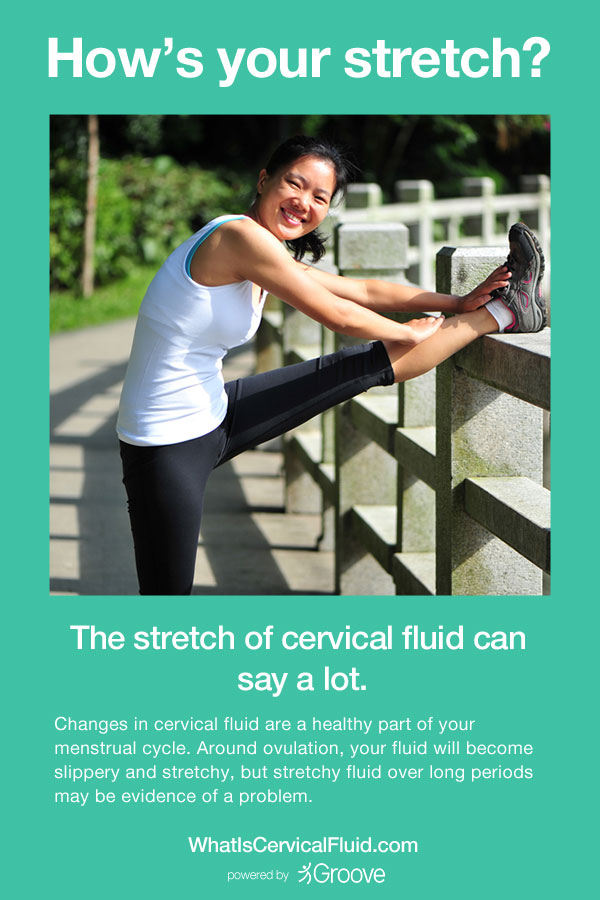 How’s your stretch?
The stretch of cervical fluid can
say a lot.
Changes in cervical fluid are a healthy part of your
menstrual cycle. Around ovulation, your fluid will become
slippery and stretchy, but stretchy fluid over long periods
may be evidence of a problem.
WhatIsCervicalFluid.com
powered by Groove